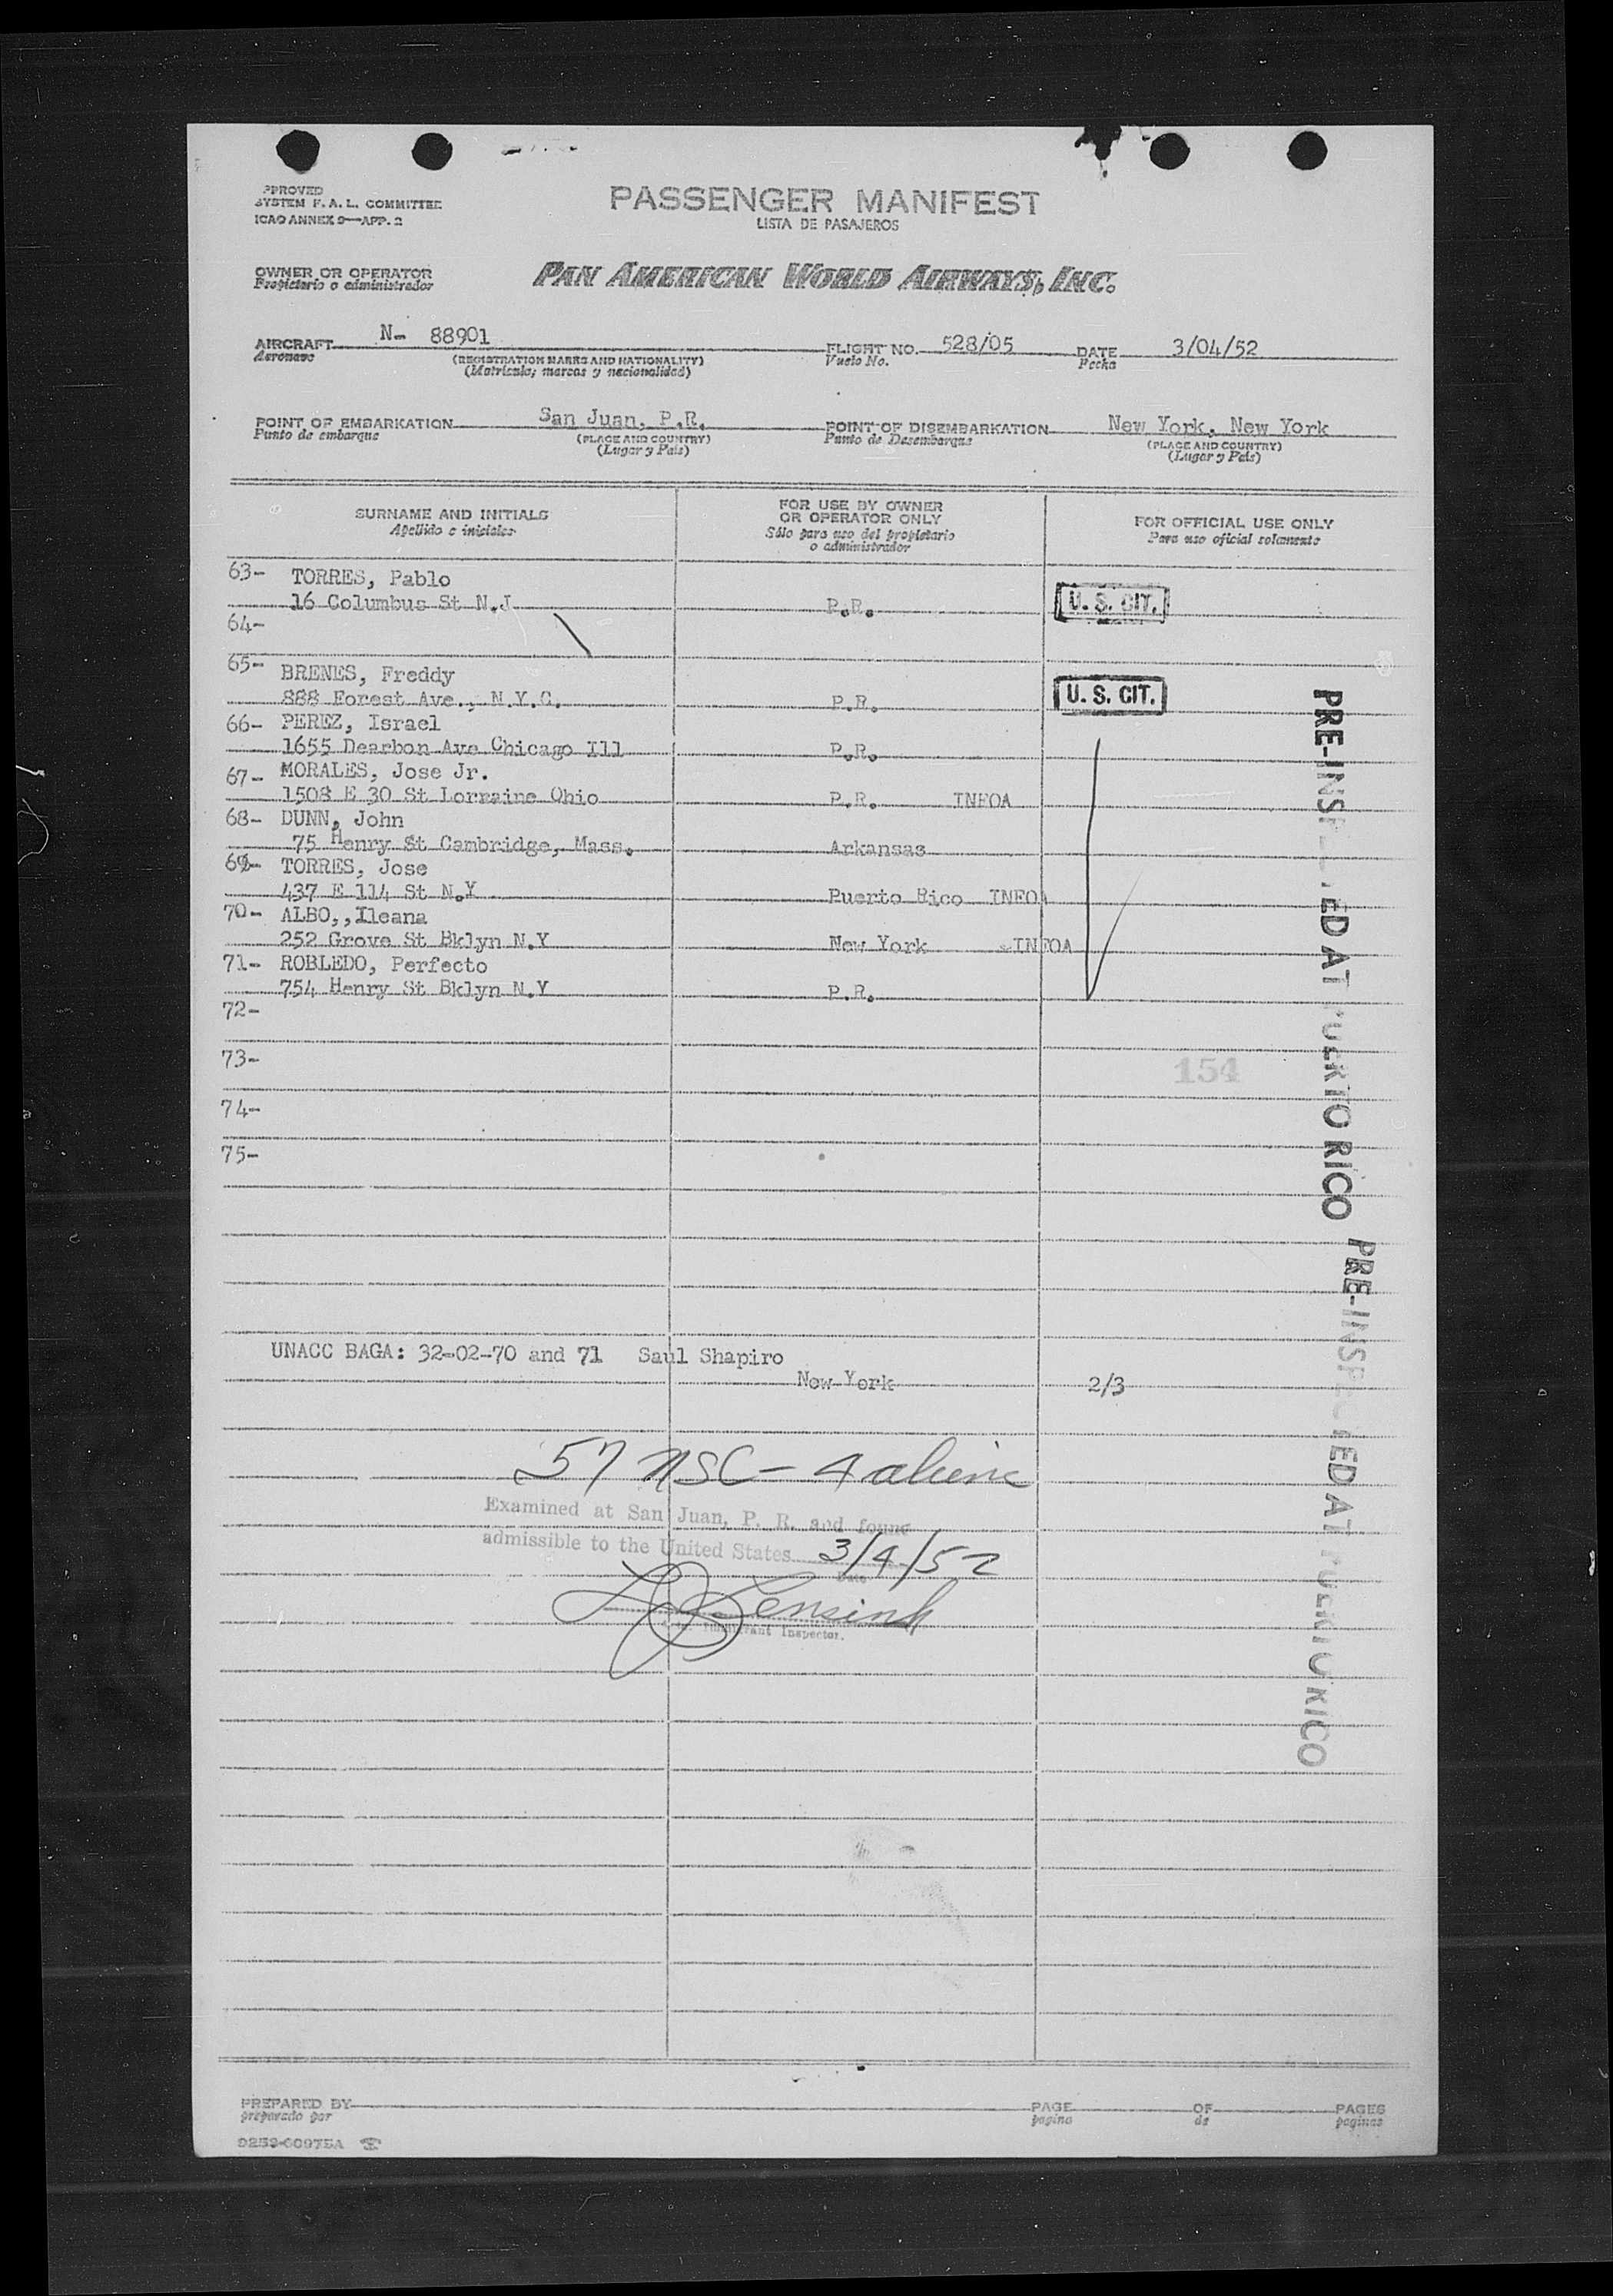 APPROVED
SYSTEM F. A. L. COMMITTEE
ICAO ANNEX 9—APP. 2
PASSENGER MANIFEST
LISTA DE PASAJEROS
OWNER OR OPERATOR
Propietario o administrador
PAN AMERICAN WORLD AIRWAYS, INC.
AIRCRAFT N- 88901
Aeronave
(REGISTRATION MARKS AND NATIONALITY)
(Matrícula, marcas y nacionalidad)
FLIGHT NO. 528/05
Vuelo No.
DATE 3/04/52
Fecha
POINT OF EMBARKATION San Juan, P.R.
Punto de embarque
(PLACE AND COUNTRY)
(Lugar y País)
POINT OF DISEMBARKATION New York, New York
Punto de Desembarque
(PLACE AND COUNTRY)
(Lugar y País)
SURNAME AND INITIALS
Apellido e iniciales
FOR USE BY OWNER
OR OPERATOR ONLY
Sólo para uso del propietario
o administrador
FOR OFFICIAL USE ONLY
Para uso oficial solamente
63- TORRES, Pablo
16 Columbus St N.J P.R. U. S. CIT.
64-
65- BRENES, Freddy
888 Forest Ave., N.Y.C. P.R. U. S. CIT.
66- PEREZ, Israel
1655 Dearbon Ave Chicago Ill P.R.
67- MORALES, Jose Jr.
1508 E 30 St Lorraine Ohio P.R. INFOA
68- DUNN, John
75 Henry St Cambridge, Mass. Arkansas
69- TORRES, Jose
437 E 114 St N.Y Puerto Rico INFOA
70- ALBO,,Ileana
252 Grove St Bklyn N.Y New York INFOA
71- ROBLEDO, Perfecto
754 Henry St Bklyn N.Y P.R.
72-
73-
154
74-
75-
PRE-INSPECTED AT PUERTO RICO
PRE-INSPECTED AT PUERTO RICO
UNACC BAGA: 32-02-70 and 71 Saul Shapiro
New York 2/3
57 USC - 4 aliens
Examined at San Juan, P. R. and found
admissible to the United States 3/4/52
Date
Immigrant Inspector.
PREPARED BY
preparado por
PAGE
pagina
OF
de
PAGES
paginas